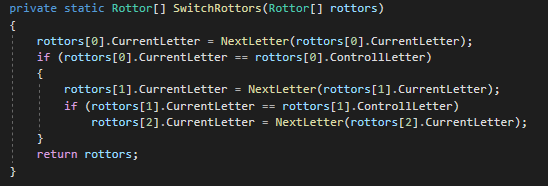 private static Rottor[] SwitchRottors(Rottor[] rottors)
{
rottors[0].CurrentLetter = NextLetter(rottors[0].CurrentLetter);
if (rottors[0].CurrentLetter == rottors[0].ControllLetter)
{
rottors[1].CurrentLetter = NextLetter(rottors[1].CurrentLetter);
if (rottors[1].CurrentLetter == rottors[1].ControllLetter)
rottors[2].CurrentLetter = NextLetter(rottors[2].CurrentLetter);
}
return rottors;
}